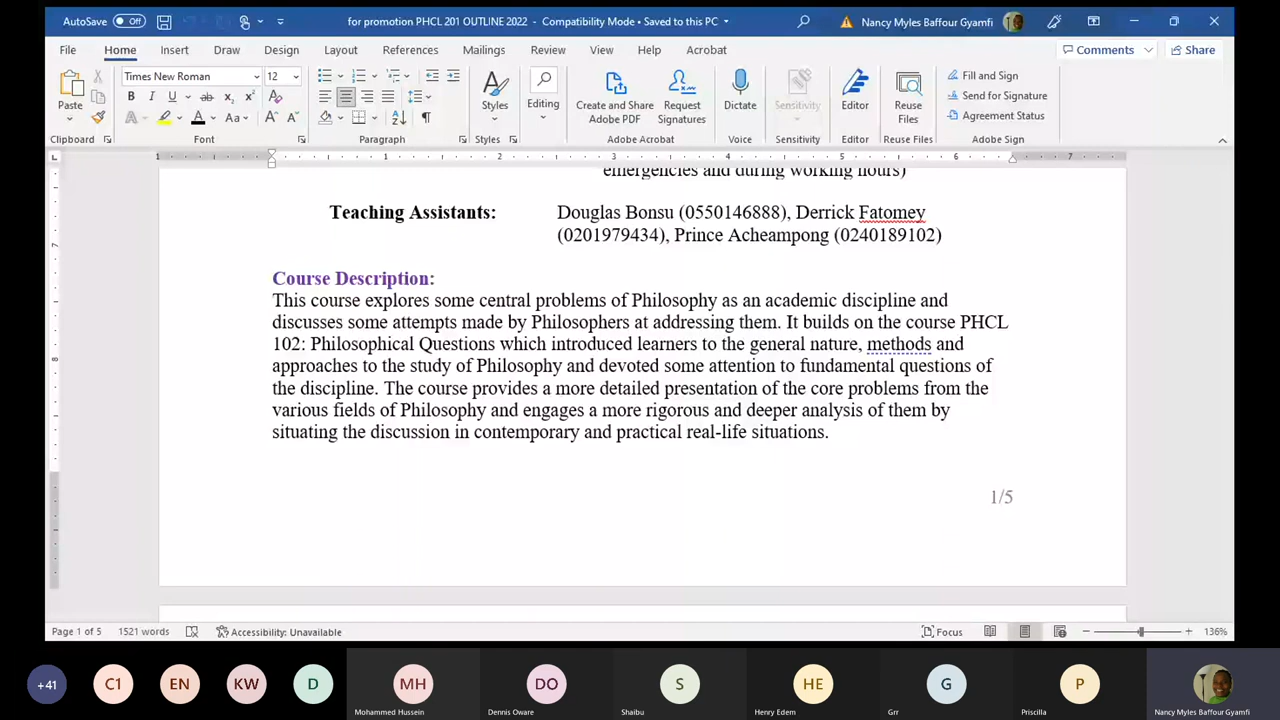 AutoSave Off for promotion PHCL 201 OUTLINE 2022 - Compatibility Mode • Saved to this PC Nancy Myles Baffour Gyamfi
File Home Insert Draw Design Layout References Mailings Review View Help Acrobat Comments Share
Times New Roman 12
Paste
Styles
Editing
Create and Share
Adobe PDF
Request
Signatures
Dictate
Sensitivity
Editor
Reuse
Files
Fill and Sign
Send for Signature
Agreement Status
Clipboard Font Paragraph Styles Adobe Acrobat Voice Sensitivity Editor Reuse Files Adobe Sign
1 1 2 3 4 5 6 7
emergencies and during working hours)
Teaching Assistants: Douglas Bonsu (0550146888), Derrick Fatomey
(0201979434), Prince Acheampong (0240189102)
Course Description:
This course explores some central problems of Philosophy as an academic discipline and
discusses some attempts made by Philosophers at addressing them. It builds on the course PHCL
102: Philosophical Questions which introduced learners to the general nature, methods and
approaches to the study of Philosophy and devoted some attention to fundamental questions of
the discipline. The course provides a more detailed presentation of the core problems from the
various fields of Philosophy and engages a more rigorous and deeper analysis of them by
situating the discussion in contemporary and practical real-life situations.
1/5
Page 1 of 5 1521 words Accessibility: Unavailable Focus 136%
+41 C1 EN KW D MH DO S HE G P
Mohammed Hussein Dennis Oware Shaibu Henry Edem Grr Priscilla Nancy Myles Baffour Gyamfi